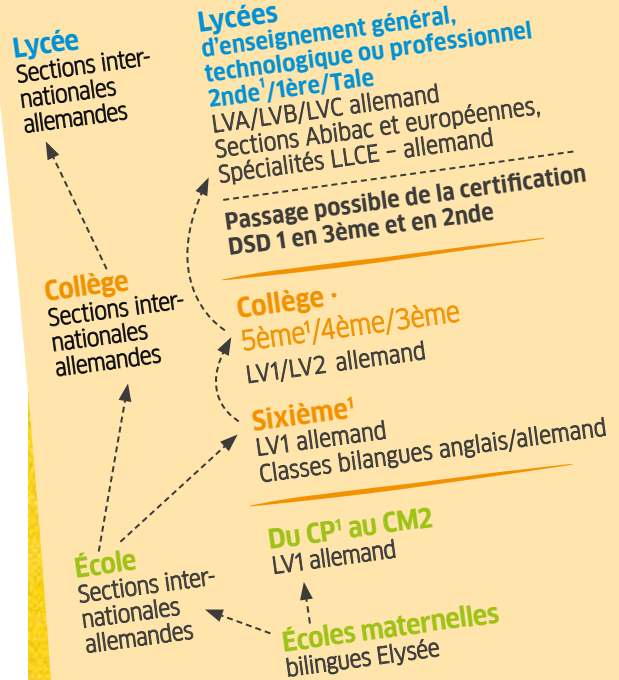 Lycée
Sections inter-
nationales
allemandes
Lycées
d'enseignement général,
technologique ou professionnel
2nde¹/1ère/Tale
LVA/LVB/LVC allemand
Sections Abibac et européennes,
Spécialités LLCE – allemand
Passage possible de la certification
DSD 1 en 3ème et en 2nde
Collège
Sections inter-
nationales
allemandes
Collège ·
5ème¹/4ème/3ème
LV1/LV2 allemand
Sixième¹
LV1 allemand
Classes bilangues anglais/allemand
École
Sections inter-
nationales
allemandes
Du CP¹ au CM2
LV1 allemand
Écoles maternelles
bilingues Elysée